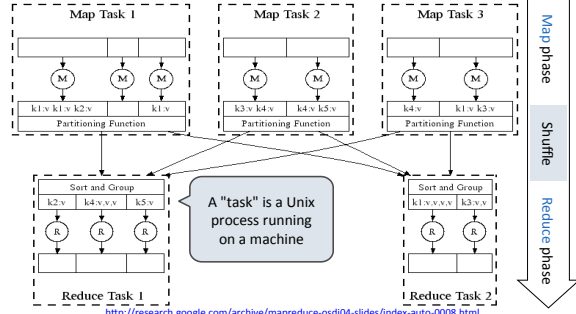 Map Task 1
Map Task 2
Map Task 3
M
M
M
M
M
M
M
k1:v k1:v k2:v
k1:v
k3:v k4:v
k4:v k5:v
k4:v
k1:v k3:v
Partitioning Function
Partitioning Function
Partitioning Function
Sort and Group
k2:v
k4:v,v,v
k5:v
R
R
R
Reduce Task 1
A "task" is a Unix
process running
on a machine
Sort and Group
k1:v,v,v,v
k3:v,v
R
R
Reduce Task 2
Map phase
Shuffle
Reduce phase
http://research.google.com/archive/mapreduce-osdi04-slides/index-auto-0008.html